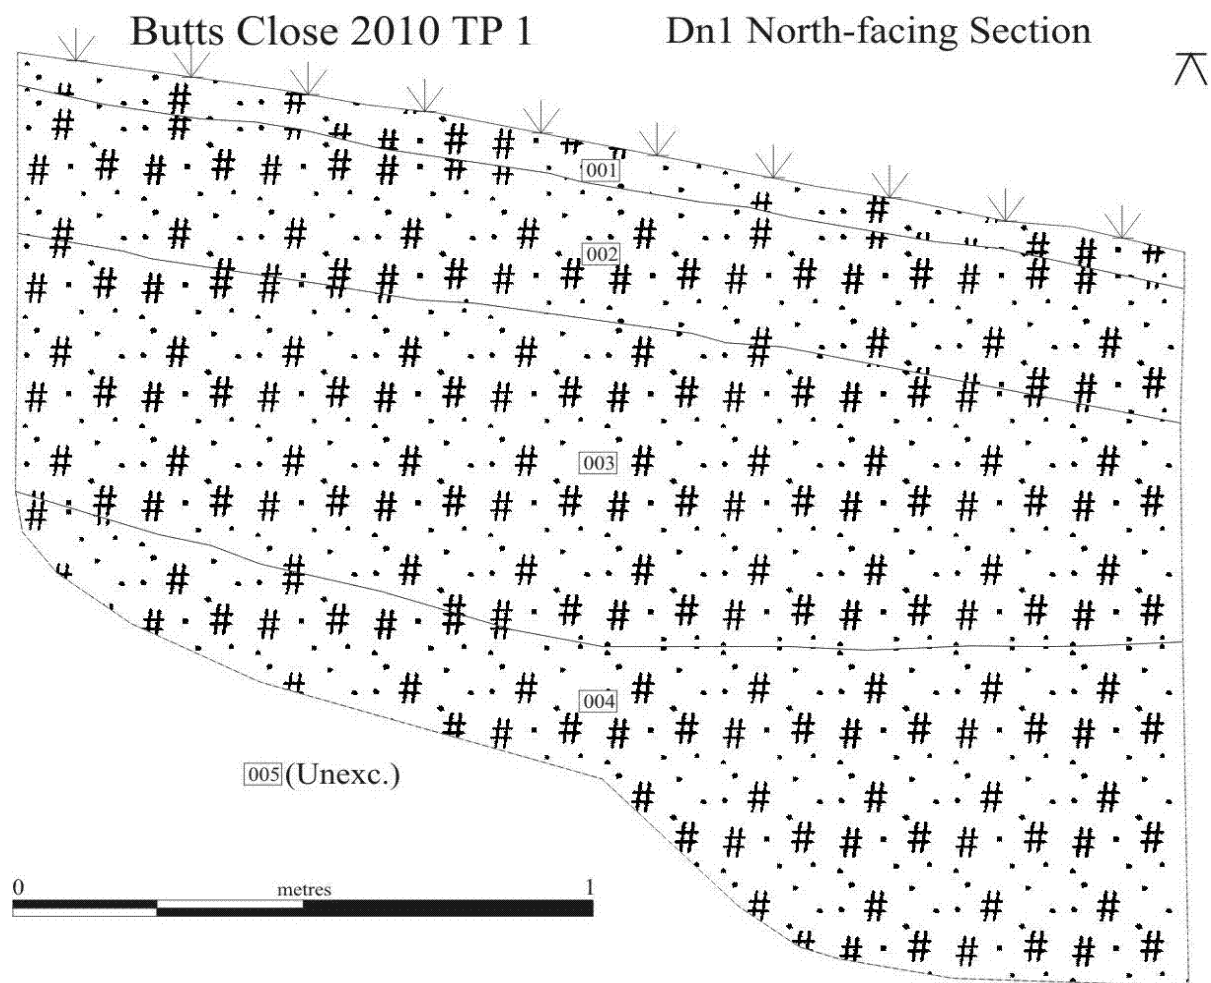 Butts Close 2010 TP 1 Dn1 North-facing Section
001
002
003
004
005 (Unexc.)
0 metres 1